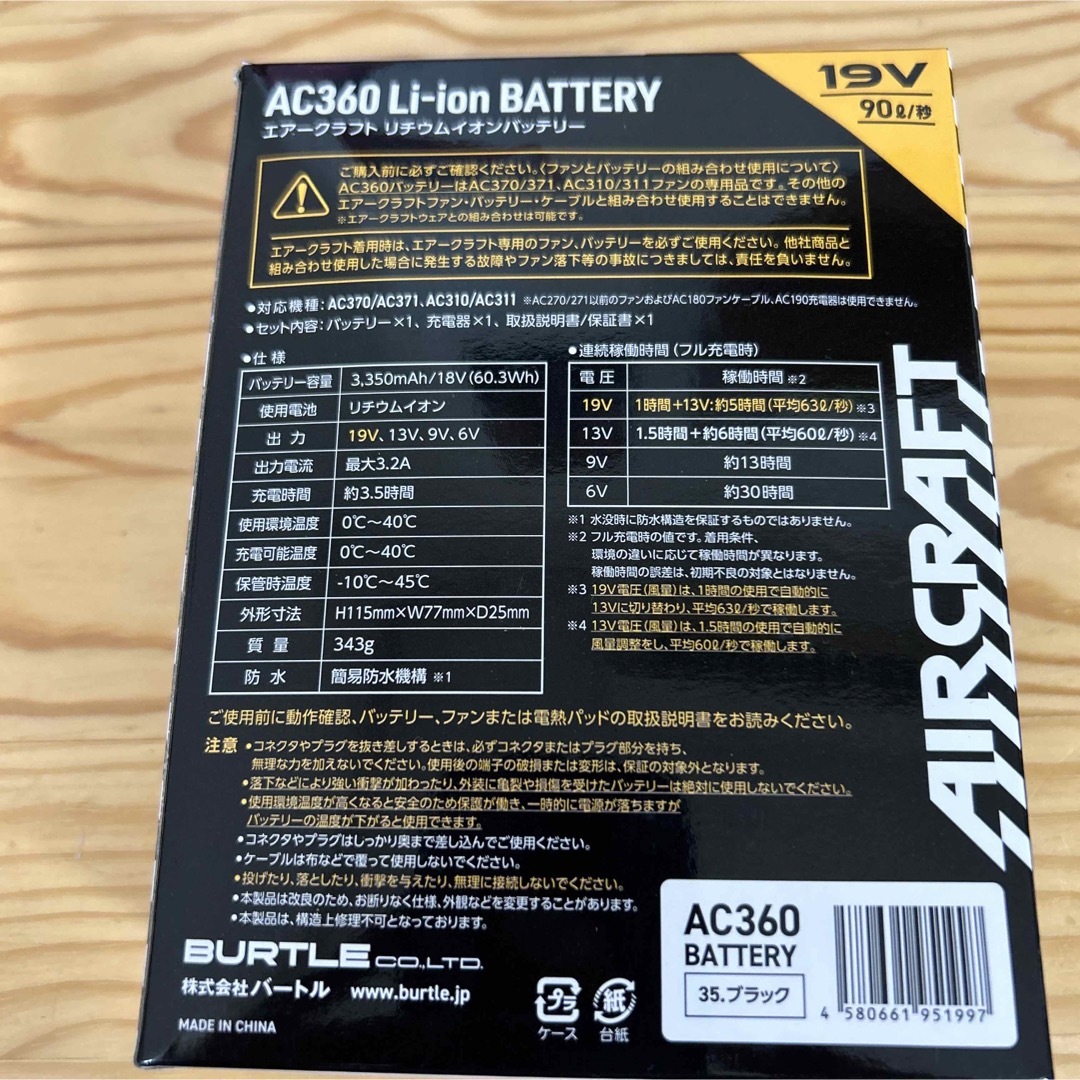 AC360 Li-ion BATTERY
エアークラフト リチウムイオンバッテリー
19V
90ℓ/秒
ご購入前に必ずご確認ください。〈ファンとバッテリーの組み合わせ使用について〉
AC360バッテリーはAC370/371、AC310/311ファンの専用品です。その他の
エアークラフトファン・バッテリー・ケーブルと組み合わせ使用することはできません。
※エアークラフトウェアとの組み合わせは可能です。
エアークラフト着用時は、エアークラフト専用のファン、バッテリーを必ずご使用ください。他社商品と
組み合わせ使用した場合に発生する故障やファン落下等の事故につきましては、責任を負いません。
●対応機種：AC370/AC371、AC310/AC311 ※AC270/271以前のファンおよびAC180ファンケーブル、AC190充電器は使用できません。
●セット内容：バッテリー×1、充電器×1、取扱説明書/保証書×1
●仕様
バッテリー容量 3,350mAh/18V(60.3Wh)
使用電池 リチウムイオン
出力 19V、13V、9V、6V
出力電流 最大3.2A
充電時間 約3.5時間
使用環境温度 0℃〜40℃
充電可能温度 0℃〜40℃
保管時温度 -10℃〜45℃
外形寸法 H115mm×W77mm×D25mm
質量 343g
防水 簡易防水機構 ※1
●連続稼働時間（フル充電時）
電圧 稼働時間 ※2
19V 1時間＋13V：約5時間（平均63ℓ/秒）※3
13V 1.5時間＋約6時間（平均60ℓ/秒）※4
9V 約13時間
6V 約30時間
※1 水没時に防水構造を保証するものではありません。
※2 フル充電時の値です。着用条件、
環境の違いに応じて稼働時間が異なります。
稼働時間の誤差は、初期不良の対象とはなりません。
※3 19V電圧（風量）は、1時間の使用で自動的に
13Vに切り替わり、平均63ℓ/秒で稼働します。
※4 13V電圧（風量）は、1.5時間の使用で自動的に
風量調整をし、平均60ℓ/秒で稼働します。
ご使用前に動作確認、バッテリー、ファンまたは電熱パッドの取扱説明書をお読みください。
注意 ●コネクタやプラグを抜き差しするときは、必ずコネクタまたはプラグ部分を持ち、
無理な力を加えないでください。使用後の端子の破損または変形は、保証の対象外となります。
●落下などにより強い衝撃が加わったり、外装に亀裂や損傷を受けたバッテリーは絶対に使用しないでください。
●使用環境温度が高くなると安全のため保護が働き、一時的に電源が落ちますが
バッテリーの温度が下がると使用できます。
●コネクタやプラグはしっかり奥まで差し込んでご使用ください。
●ケーブルは布などで覆って使用しないでください。
●投げたり、落としたり、衝撃を与えたり、無理に接続しないでください。
●本製品は改良のため、お断りなく仕様、外観などを変更することがあります。
●本製品は、構造上修理不可となっております。
AIRCRAFT
BURTLE CO.,LTD.
株式会社バートル www.burtle.jp
MADE IN CHINA
プラ
ケース
紙
台紙
AC360
BATTERY
35.ブラック
4 580661 951997